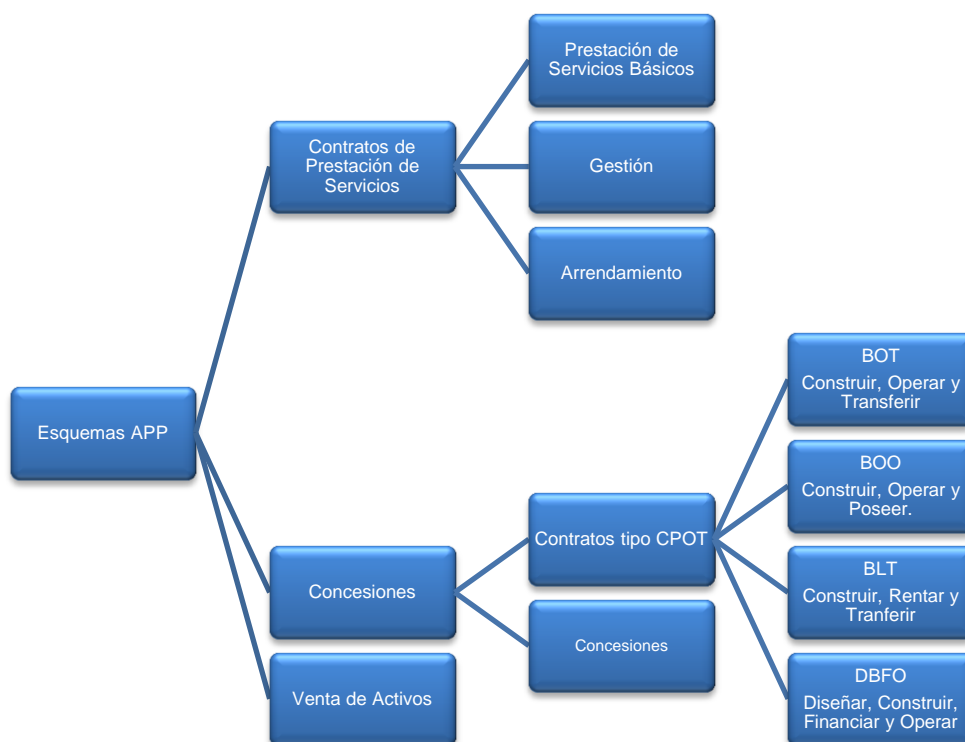 Prestación de
Servicios Básicos
Contratos de
Prestación de
Servicios
Gestión
Arrendamiento
Esquemas APP
BOT
Construir, Operar y
Transferir
BOO
Construir, Operar y
Poseer.
Contratos tipo CPOT
BLT
Construir, Rentar y
Tranferir
Concesiones
Concesiones
DBFO
Diseñar, Construir,
Financiar y Operar
Venta de Activos